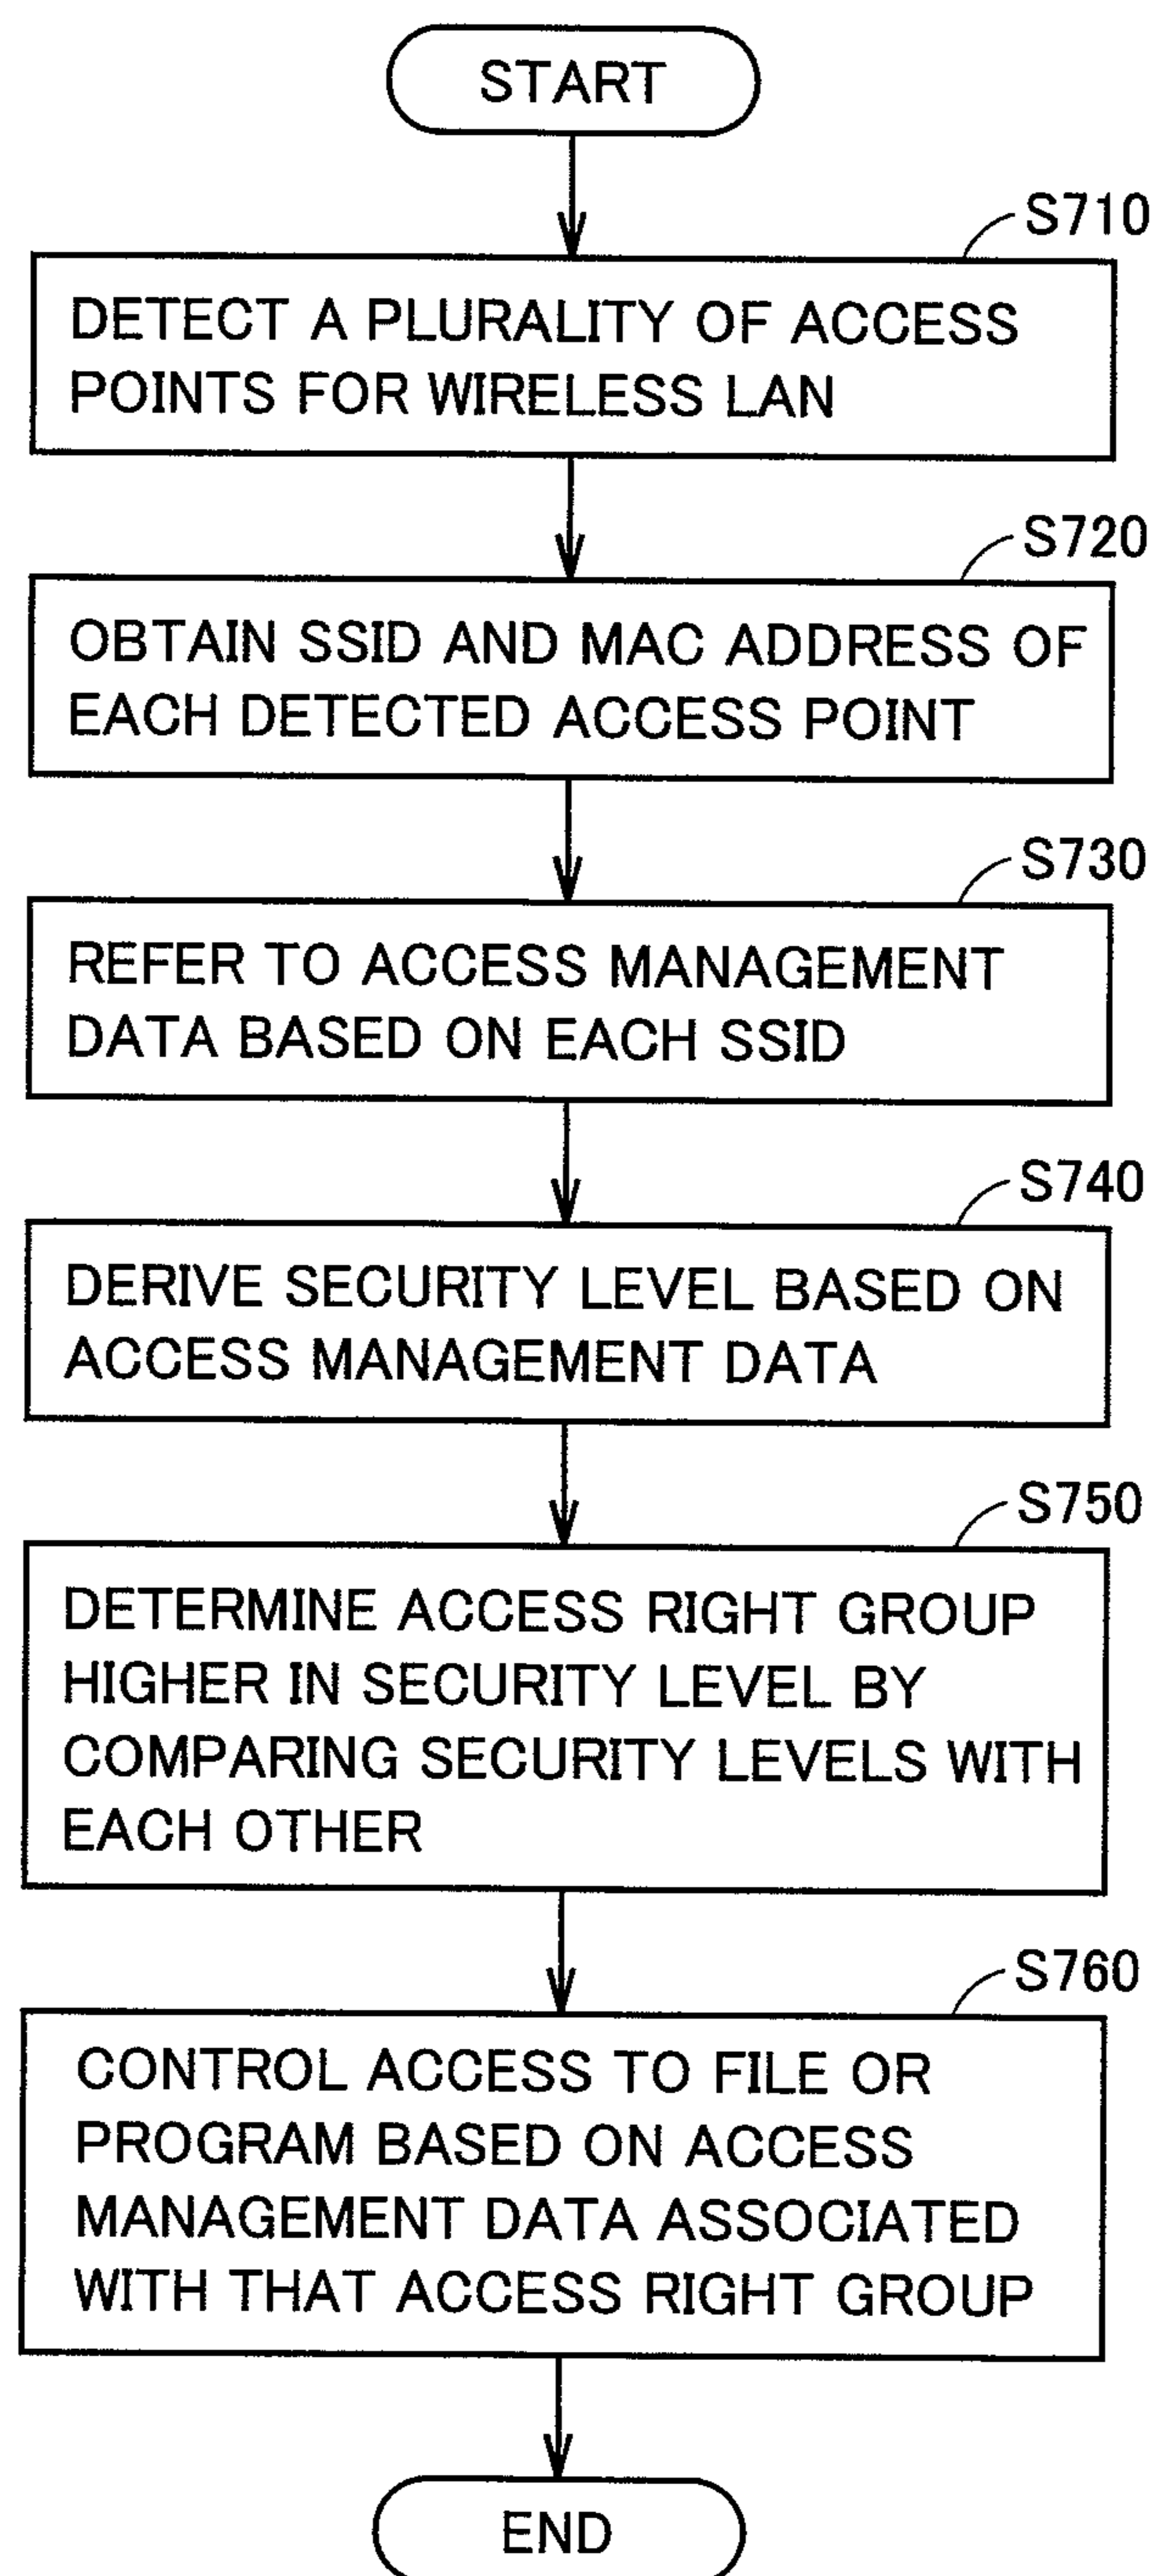 START
S710
DETECT A PLURALITY OF ACCESS
POINTS FOR WIRELESS LAN
S720
OBTAIN SSID AND MAC ADDRESS OF
EACH DETECTED ACCESS POINT
S730
REFER TO ACCESS MANAGEMENT
DATA BASED ON EACH SSID
S740
DERIVE SECURITY LEVEL BASED ON
ACCESS MANAGEMENT DATA
S750
DETERMINE ACCESS RIGHT GROUP
HIGHER IN SECURITY LEVEL BY
COMPARING SECURITY LEVELS WITH
EACH OTHER
S760
CONTROL ACCESS TO FILE OR
PROGRAM BASED ON ACCESS
MANAGEMENT DATA ASSOCIATED
WITH THAT ACCESS RIGHT GROUP
END